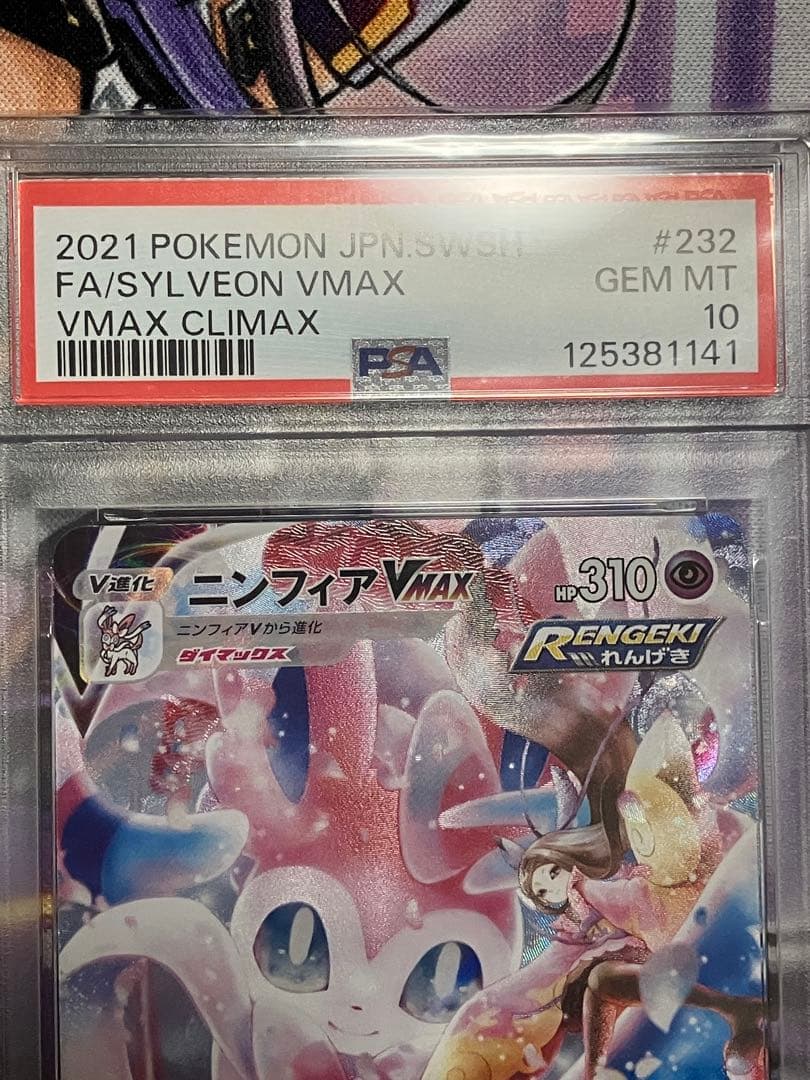 2021 POKEMON JPN.SWSH #232
FA/SYLVEON VMAX GEM MT
VMAX CLIMAX 10
PSA 125381141
V進化 ニンフィアVMAX HP310
ニンフィアVから進化
ダイマックス
RENGEKI
れんげき